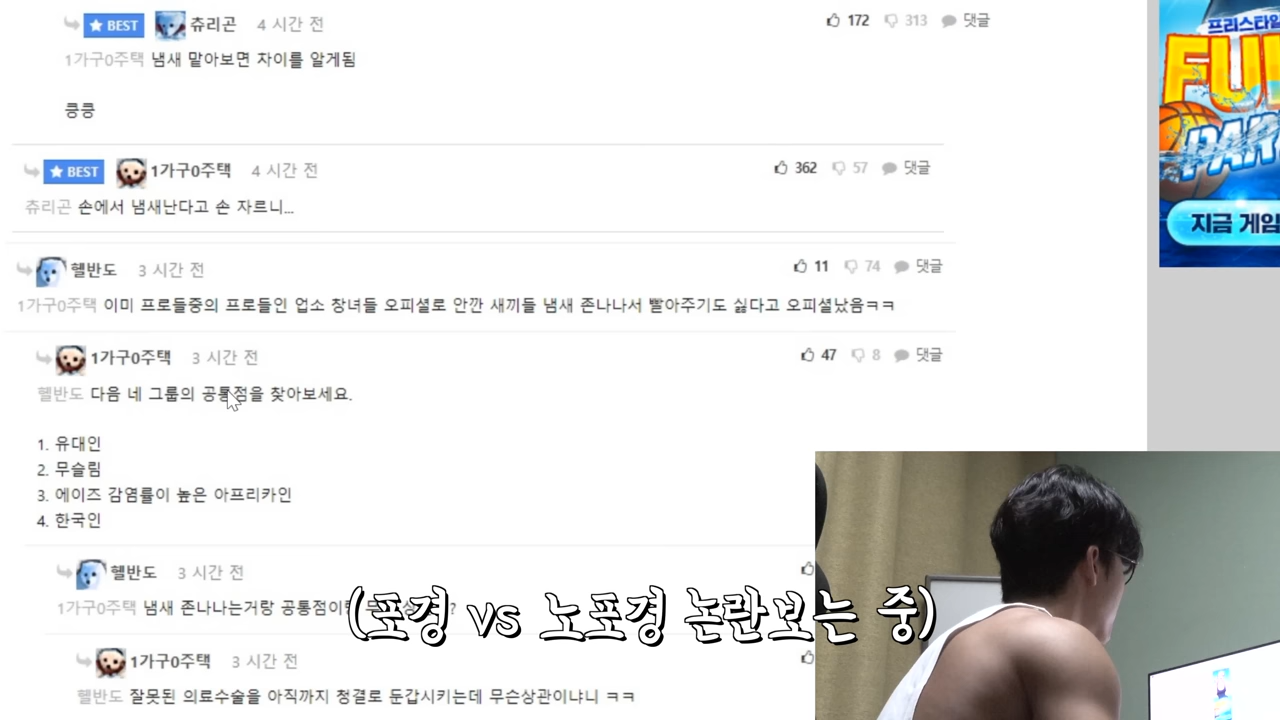 BEST 츄리곤 4 시간 전 172 313 댓글
1가구0주택 냄새 맡아보면 차이를 알게됨
킁킁
BEST 1가구0주택 4 시간 전 362 57 댓글
츄리곤 손에서 냄새난다고 손 자르니...
헬반도 3 시간 전 11 74 댓글
1가구0주택 이미 프로들중의 프로들인 업소 창녀들 오피셜로 안깐 새끼들 냄새 존나나서 빨아주기도 싫다고 오피셜났음ㅋㅋ
1가구0주택 3 시간 전 47 8 댓글
헬반도 다음 네 그룹의 공통점을 찾아보세요.
1. 유대인
2. 무슬림
3. 에이즈 감염률이 높은 아프리카인
4. 한국인
헬반도 3 시간 전
1가구0주택 냄새 존나나는거랑 공통점이랑
(포경 vs 노포경 논란보는 중)
1가구0주택 3 시간 전
헬반도 잘못된 의료수술을 아직까지 청결로 둔갑시키는데 무슨상관이냐니 ㅋㅋ
프리스타일
PAR
지금 게임